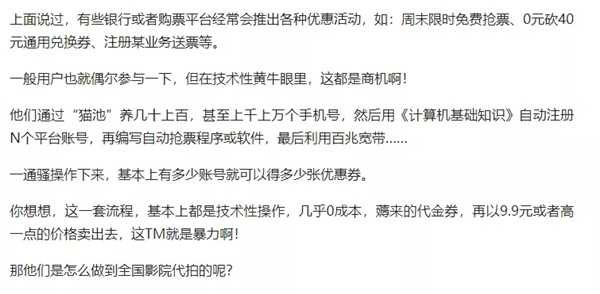 上面说过，有些银行或者购票平台经常会推出各种优惠活动，如：周末限时免费抢票、0元砍40
元通用兑换券、注册某业务送票等。
一般用户也就偶尔参与一下，但在技术性黄牛眼里，这都是商机啊！
他们通过“猫池”养几十上百，甚至上千上万个手机号，然后用《计算机基础知识》自动注册
N个平台账号，再编写自动抢票程序或软件，最后利用百兆宽带......
一通骚操作下来，基本上有多少账号就可以得多少张优惠券。
你想想，这一套流程，基本上都是技术性操作，几乎0成本，薅来的代金券，再以9.9元或者高
一点的价格卖出去，这TM就是暴力啊！
那他们是怎么做到全国影院代拍的呢？